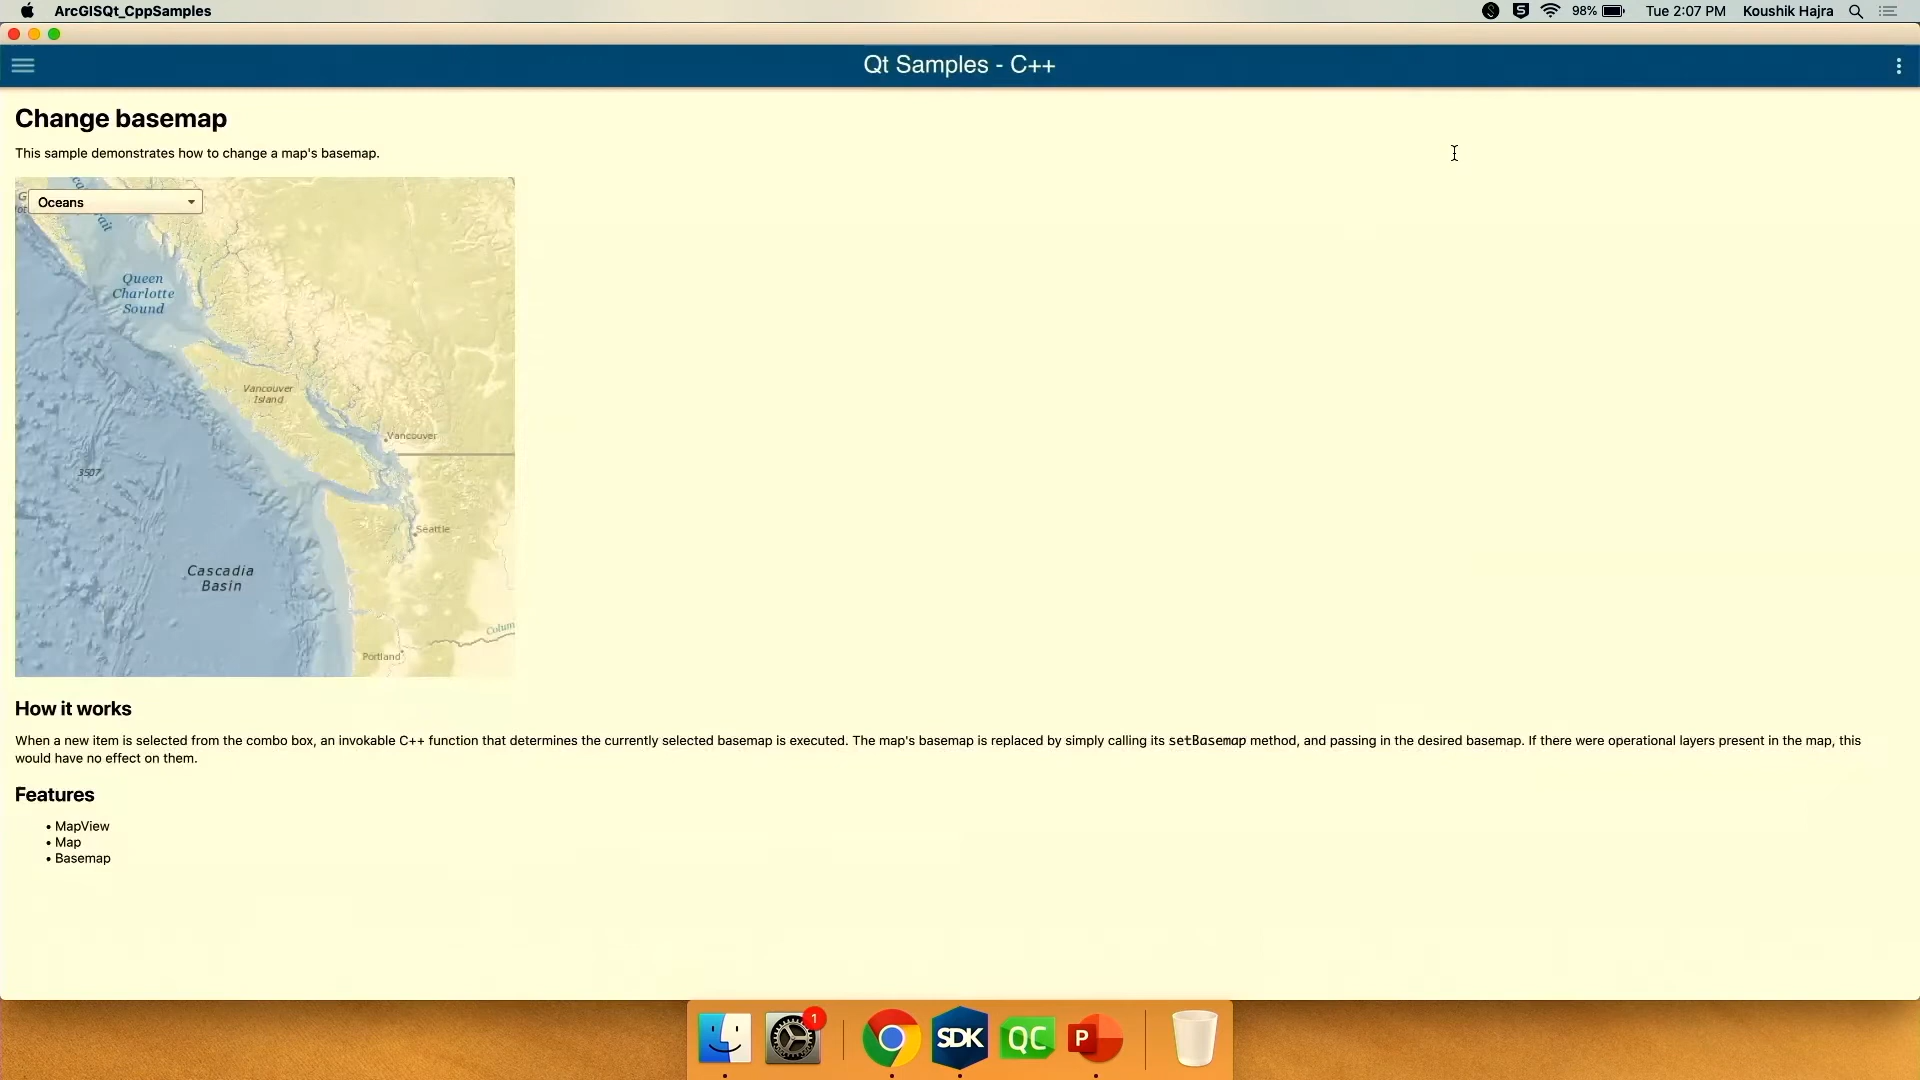 ArcGISQt_CppSamples
98%
Tue 2:07 PM
Koushik Hajra
Qt Samples - C++
Change basemap
This sample demonstrates how to change a map's basemap.
Oceans
Queen
Charlotte
Sound
Vancouver
Island
Vancouver
3507
Seattle
Cascadia
Basin
Colum
Portland
How it works
When a new item is selected from the combo box, an invokable C++ function that determines the currently selected basemap is executed. The map's basemap is replaced by simply calling its setBasemap method, and passing in the desired basemap. If there were operational layers present in the map, this
would have no effect on them.
Features
• MapView
• Map
• Basemap
1
SDK
QC
P